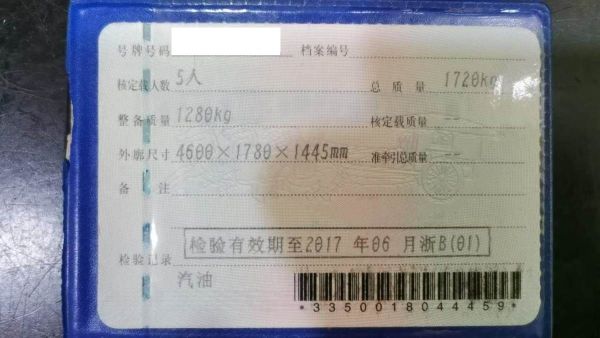 号牌号码 档案编号
核定载人数 5人 总质量 1720kg
整备质量 1280kg 核定载质量 --
外廓尺寸 4600×1780×1445mm 准牵引总质量 --
备注
检验记录 检验有效期至2017年06月浙B(01)
汽油
*3350018044459*